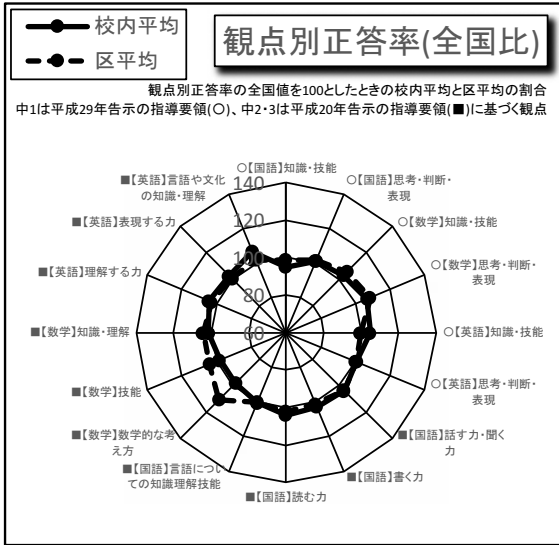 校内平均
区平均
観点別正答率(全国比)
観点別正答率の全国値を100としたときの校内平均と区平均の割合
中1は平成29年告示の指導要領(○)、中2・3は平成20年告示の指導要領(■)に基づく観点
○【国語】知識・技能
○【国語】思考・判断・
表現
○【数学】知識・技能
○【数学】思考・判断・
表現
○【英語】知識・技能
○【英語】思考・判断・
表現
■【国語】話す力・聞く
力
■【国語】書く力
■【国語】読む力
■【国語】言語につい
ての知識理解技能
■【数学】数学的な考
え方
■【数学】技能
■【数学】知識・理解
■【英語】理解する力
■【英語】表現する力
■【英語】言語や文化
の知識・理解
140
120
100
80
60